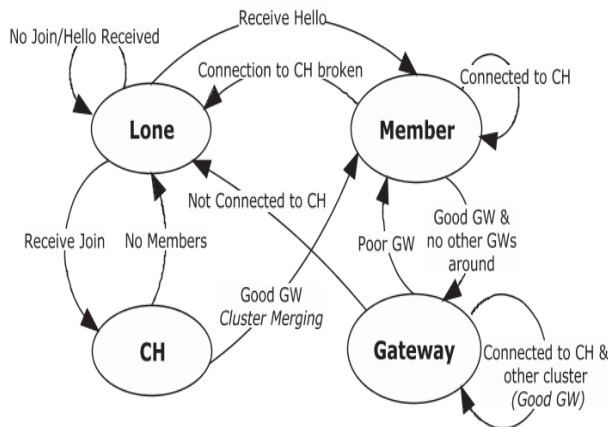 Receive Hello
No Join/Hello Received
Connection to CH broken
Connected to CH
Lone
Member
Not Connected to CH
Good GW &
no other GWs
around
Receive Join
No Members
Poor GW
Good GW
Cluster Merging
CH
Gateway
Connected to CH &
other cluster
(Good GW)